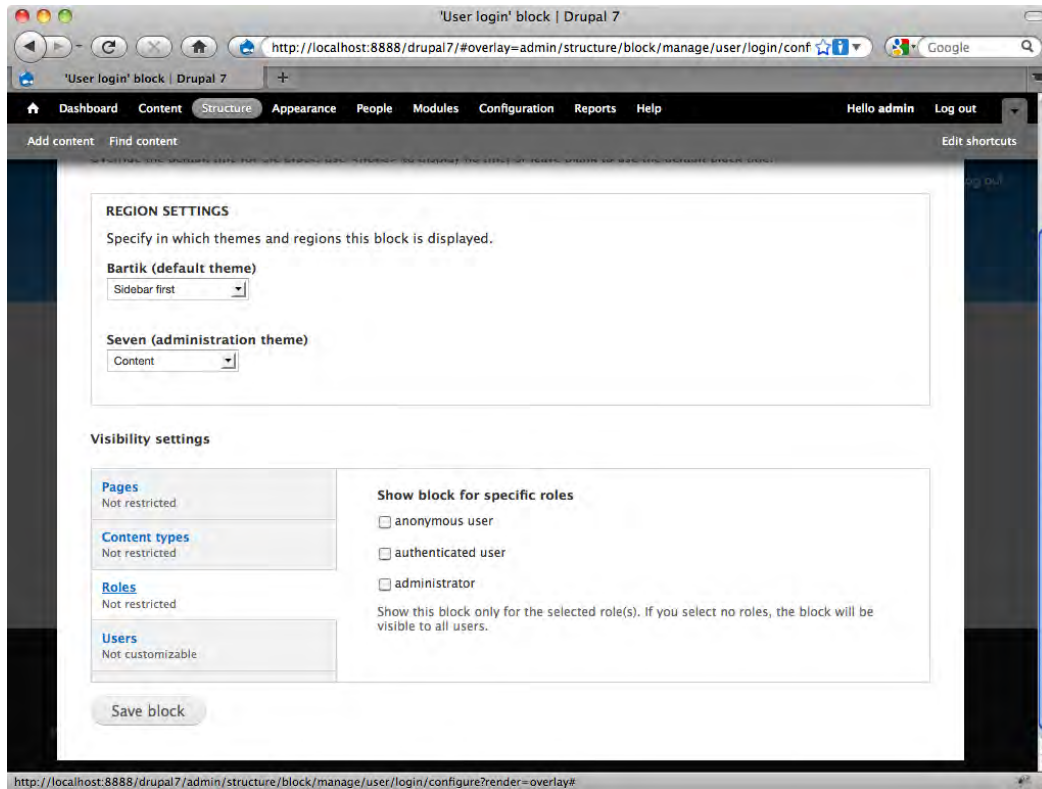 'User login' block | Drupal 7
http://localhost:8888/drupal7/#overlay=admin/structure/block/manage/user/login/conf
Google
'User login' block | Drupal 7
Dashboard Content Structure Appearance People Modules Configuration Reports Help Hello admin Log out
Add content Find content Edit shortcuts
REGION SETTINGS
Specify in which themes and regions this block is displayed.
Bartik (default theme)
Sidebar first
Seven (administration theme)
Content
Visibility settings
Pages
Not restricted
Content types
Not restricted
Roles
Not restricted
Users
Not customizable
Show block for specific roles
anonymous user
authenticated user
administrator
Show this block only for the selected role(s). If you select no roles, the block will be
visible to all users.
Save block
http://localhost:8888/drupal7/admin/structure/block/manage/user/login/configure?render=overlay#